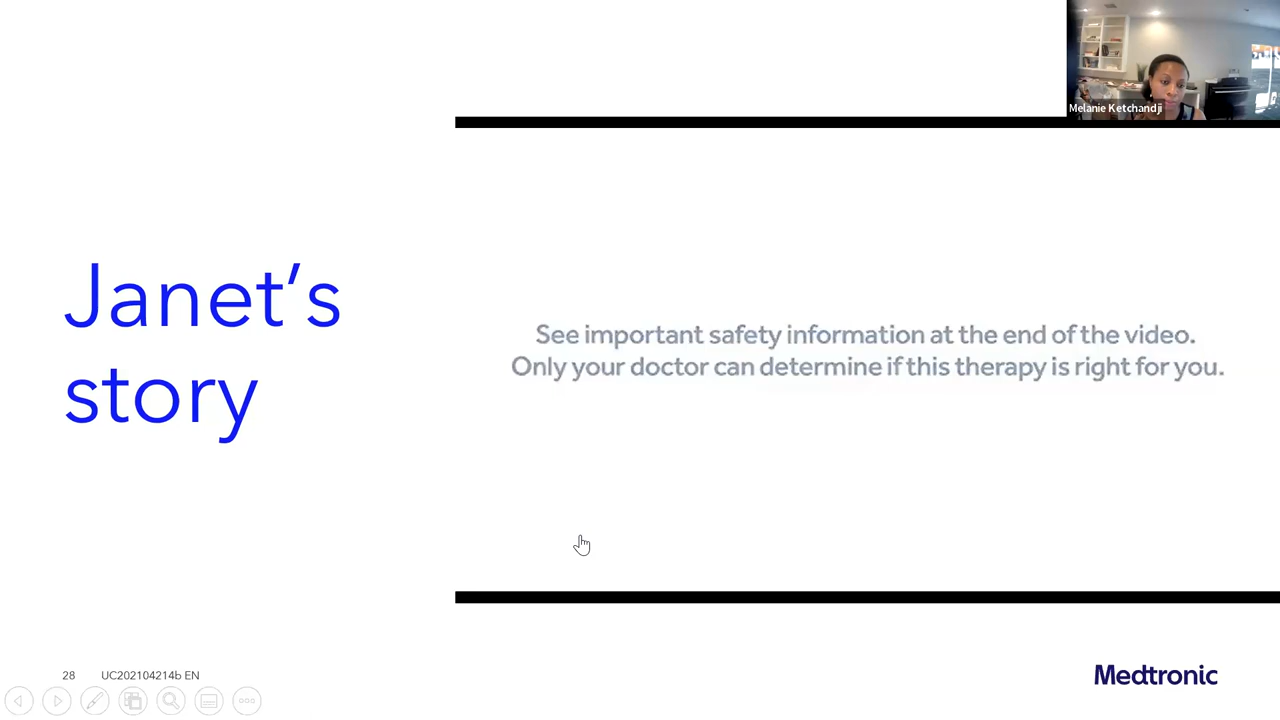 Melanie Ketchandji
Janet's
story
See important safety information at the end of the video.
Only your doctor can determine if this therapy is right for you.
28 UC202104214b EN
Medtronic